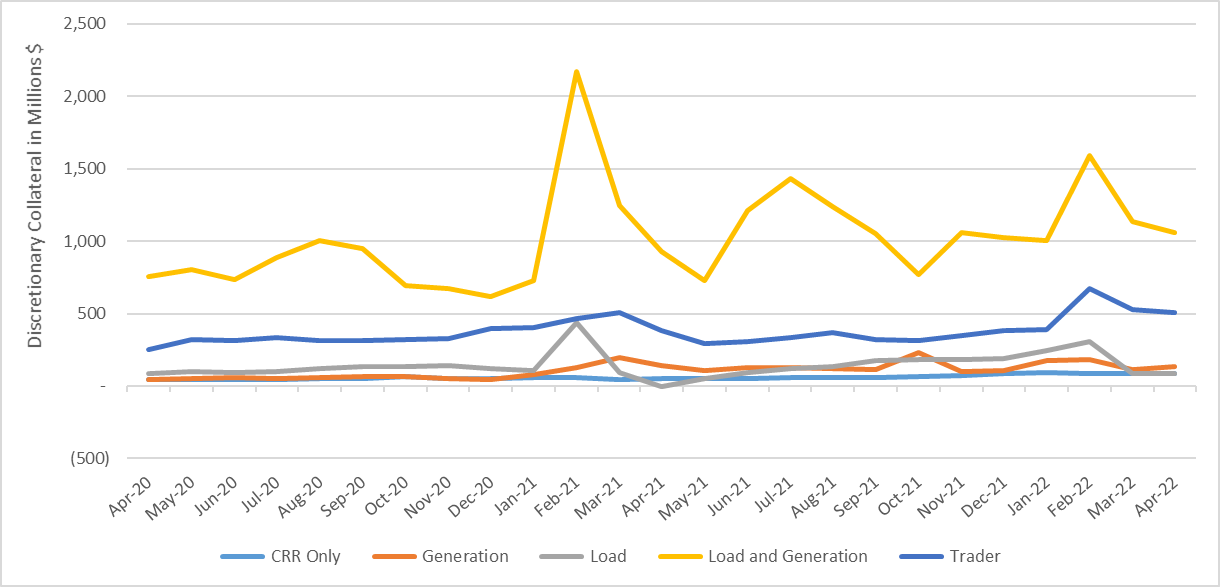 Discretionary Collateral in Millions $
2,500
2,000
1,500
1,000
500
-
(500)
Apr-20
May-20
Jun-20
Jul-20
Aug-20
Sep-20
Oct-20
Nov-20
Dec-20
Jan-21
Feb-21
Mar-21
Apr-21
May-21
Jun-21
Jul-21
Aug-21
Sep-21
Oct-21
Nov-21
Dec-21
Jan-22
Feb-22
Mar-22
Apr-22
CRR Only
Generation
Load
Load and Generation
Trader